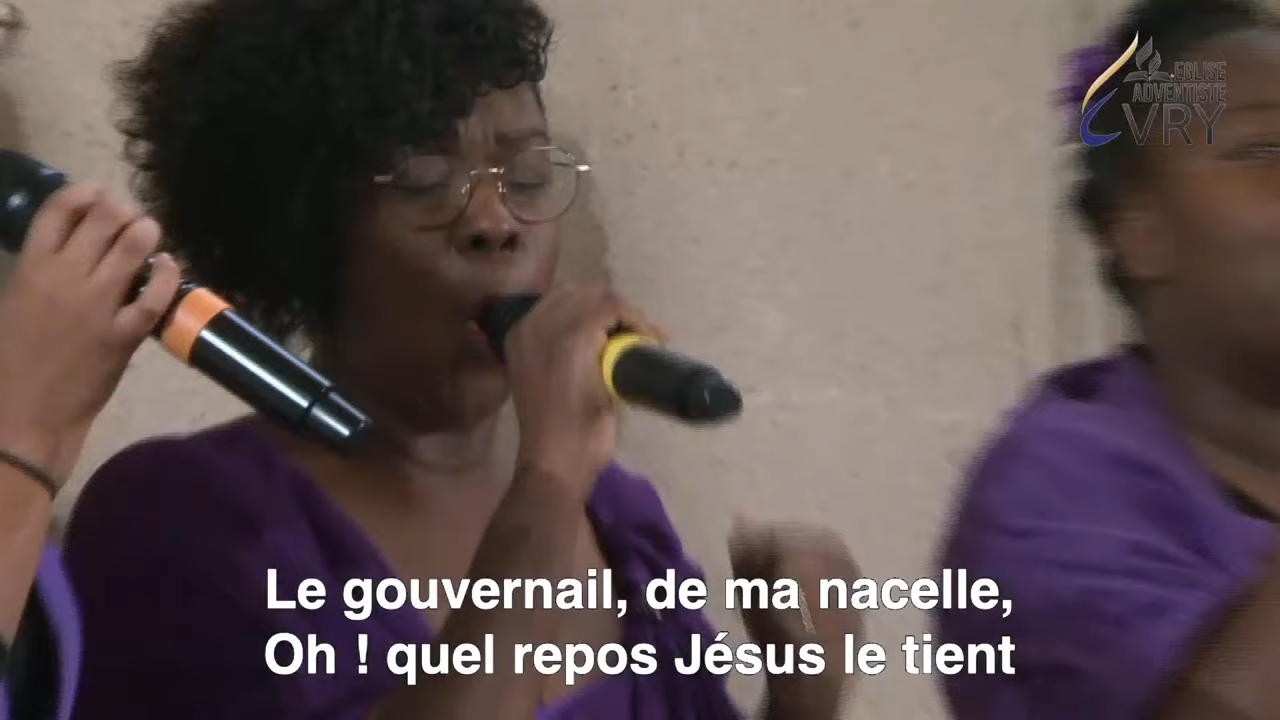 .EGLISE
ADVENTISTE
VRY
Le gouvernail, de ma nacelle,
Oh ! quel repos Jésus le tient